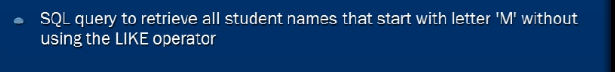 SQL query to retrieve all student names that start with letter 'M' without
using the LIKE operator